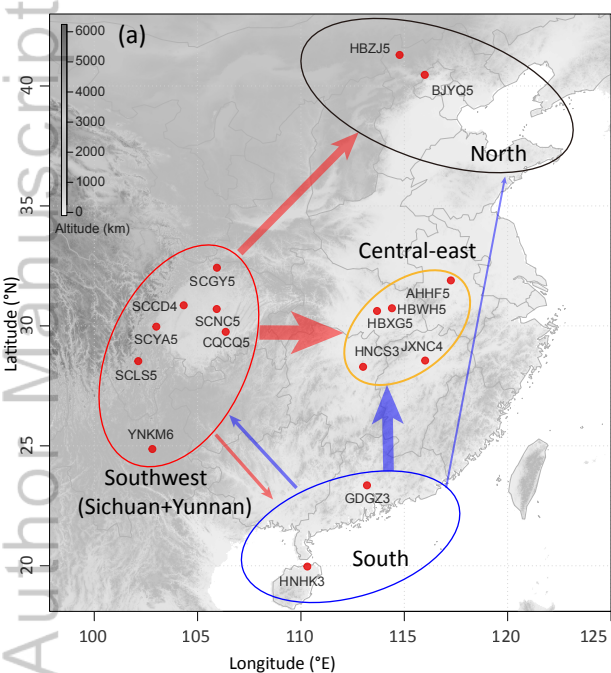 Author Manuscript
(a)
6000
5000
4000
3000
2000
1000
0
Altitude (km)
HBZJ5
BJYQ5
North
Central-east
SCGY5
SCCD4
SCNC5
SCYA5
CQCQ5
SCLS5
YNKM6
Southwest
(Sichuan+Yunnan)
AHHF5
HBWH5
HBXG5
HNCS3
JXNC4
GDGZ3
South
HNHK3
40
35
30
25
20
Latitude (°N)
100
105
110
115
120
125
Longitude (°E)